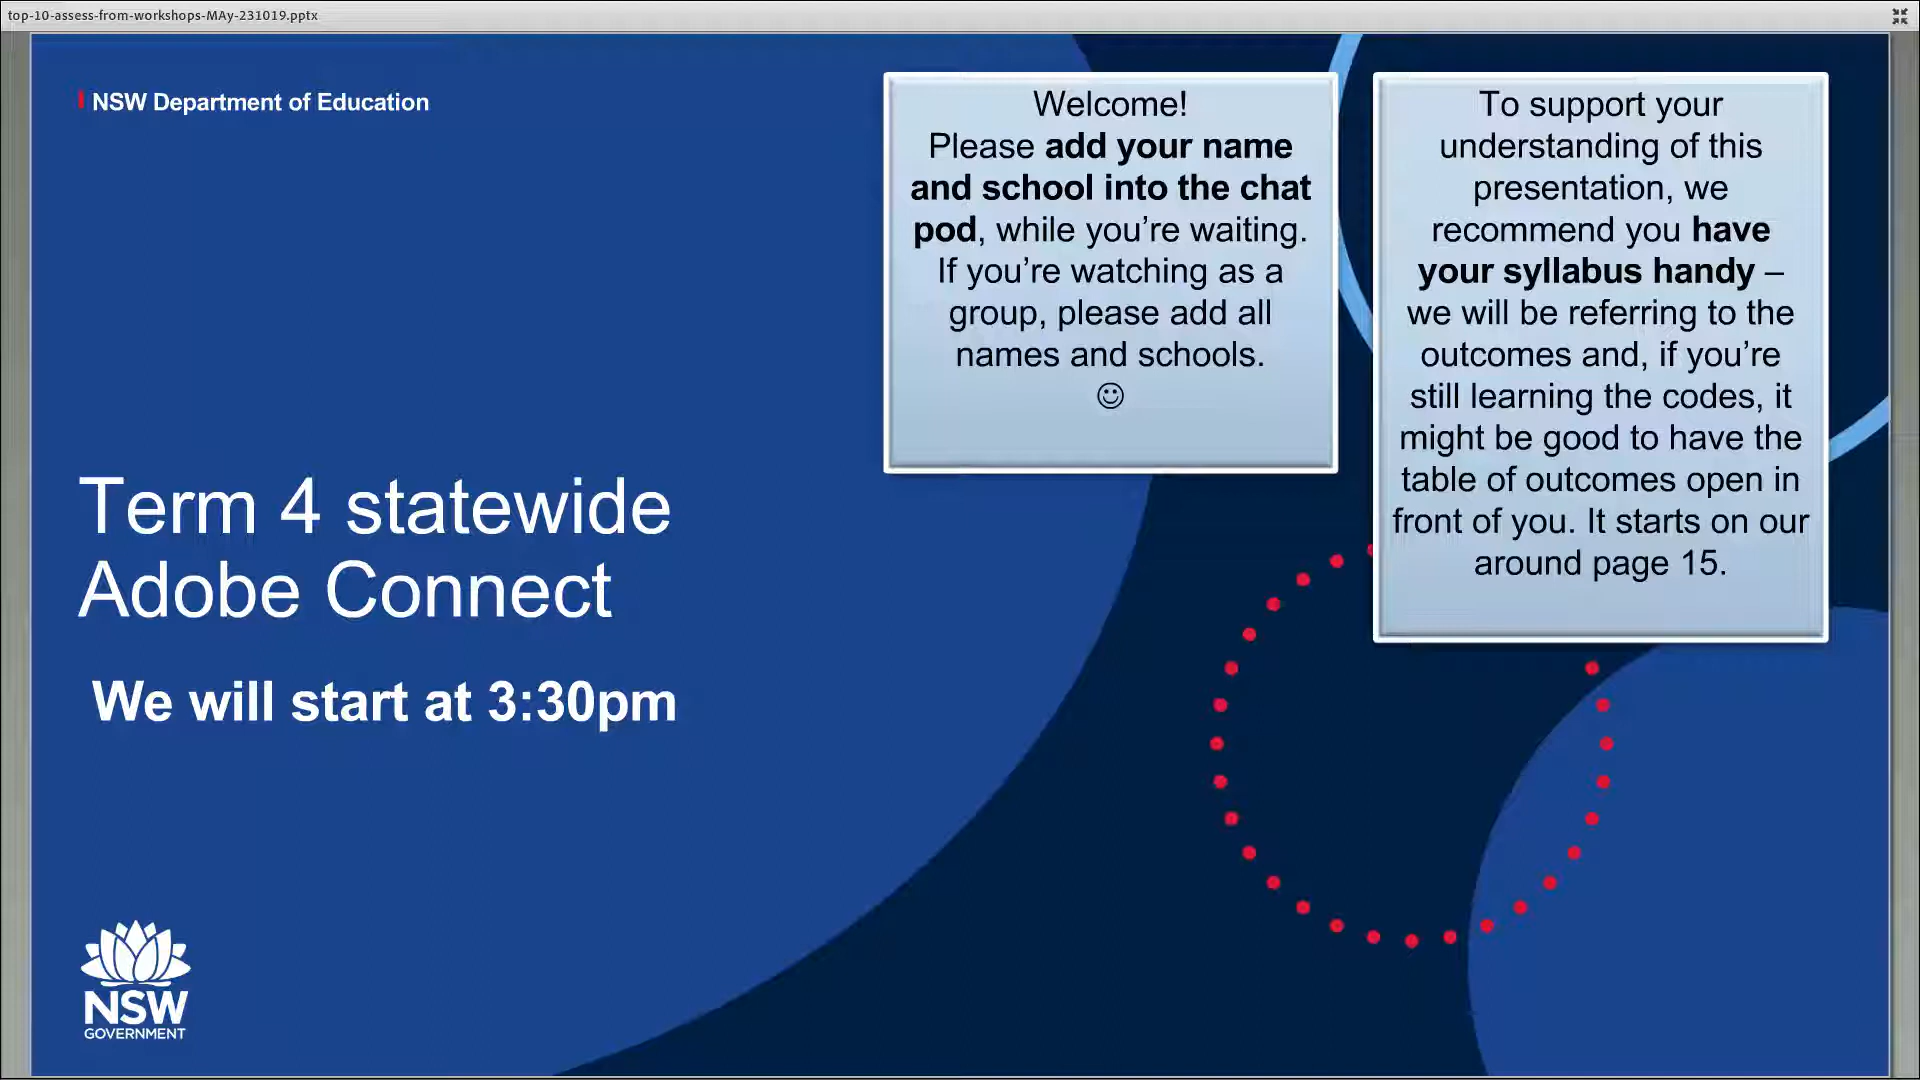 top-10-assess-from-workshops-MAy-231019.pptx
NSW Department of Education
Welcome!
Please add your name
and school into the chat
pod, while you’re waiting.
If you’re watching as a
group, please add all
names and schools.
☺
To support your
understanding of this
presentation, we
recommend you have
your syllabus handy –
we will be referring to the
outcomes and, if you’re
still learning the codes, it
might be good to have the
table of outcomes open in
front of you. It starts on our
around page 15.
Term 4 statewide
Adobe Connect
We will start at 3:30pm
NSW
GOVERNMENT